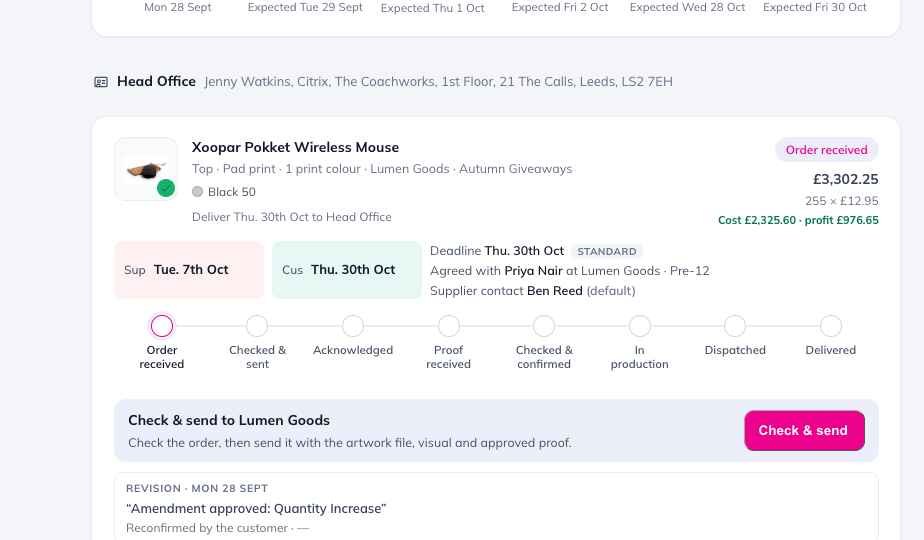 Mon 28 Sept
Expected Tue 29 Sept
Expected Thu 1 Oct
Expected Fri 2 Oct
Expected Wed 28 Oct
Expected Fri 30 Oct
Head Office Jenny Watkins, Citrix, The Coachworks, 1st Floor, 21 The Calls, Leeds, LS2 7EH
Xoopar Pokket Wireless Mouse
Top · Pad print · 1 print colour · Lumen Goods · Autumn Giveaways
Black 50
Deliver Thu. 30th Oct to Head Office
Order received
£3,302.25
255 × £12.95
Cost £2,325.60 · profit £976.65
Sup Tue. 7th Oct
Cus Thu. 30th Oct
Deadline Thu. 30th Oct STANDARD
Agreed with Priya Nair at Lumen Goods · Pre-12
Supplier contact Ben Reed (default)
Order
received
Checked &
sent
Acknowledged
Proof
received
Checked &
confirmed
In
production
Dispatched
Delivered
Check & send to Lumen Goods
Check the order, then send it with the artwork file, visual and approved proof.
Check & send
REVISION · MON 28 SEPT
“Amendment approved: Quantity Increase”
Reconfirmed by the customer · —